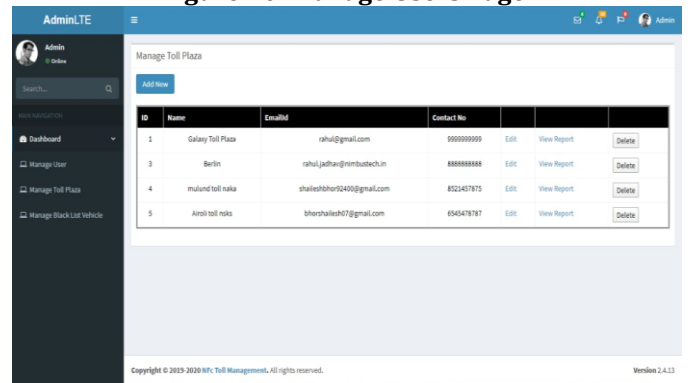 AdminLTE
Admin
Admin
Online
Search...
MAIN NAVIGATION
Dashboard
Manage User
Manage Toll Plaza
Manage Black List Vehicle
Manage Toll Plaza
Add New
ID Name EmailId Contact No
1 Galaxy Toll Plaza rahul@gmail.com 9999999999 Edit View Report Delete
3 Berlin rahul.jadhav@nimbustech.in 8888888888 Edit View Report Delete
4 mulund toll naka shaileshbhor92400@gmail.com 8521457875 Edit View Report Delete
5 Airoli toll nsks bhorshailesh07@gmail.com 6545478787 Edit View Report Delete
Copyright © 2019-2020 NFc Toll Management. All rights reserved. Version 2.4.13